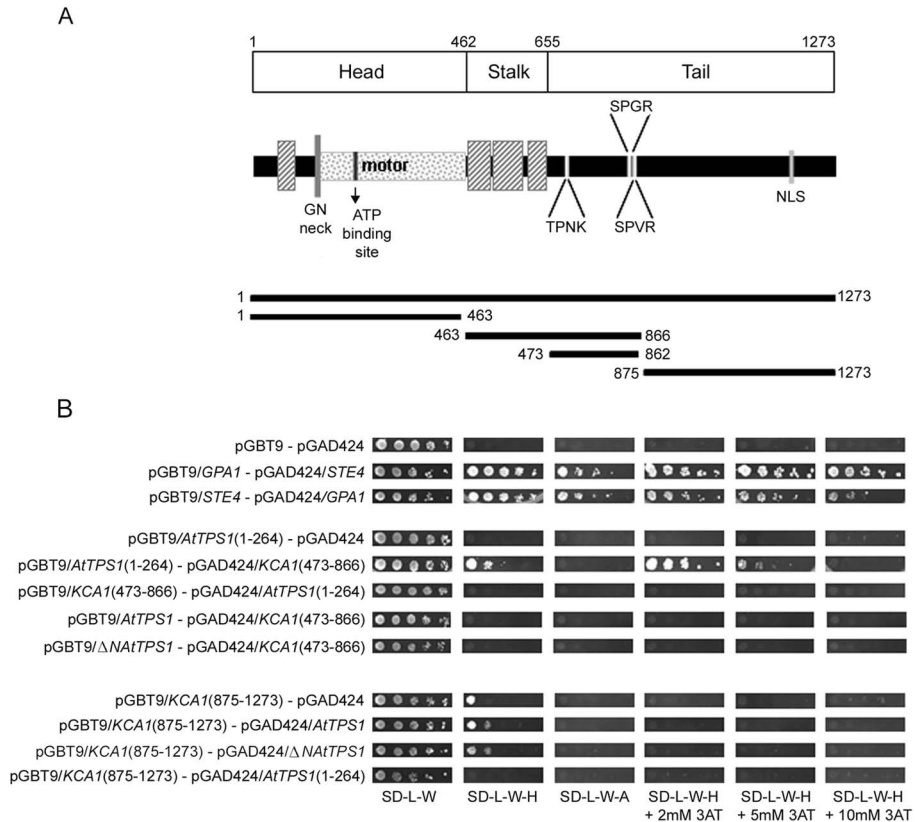 A
1 462 655 1273
Head Stalk Tail
SPGR
motor
GN
neck
ATP
binding
site
TPNK
SPVR
NLS
1 1273
1 463
463 866
473 862
875 1273
B
pGBT9 - pGAD424
pGBT9/GPA1 - pGAD424/STE4
pGBT9/STE4 - pGAD424/GPA1
pGBT9/AtTPS1(1-264) - pGAD424
pGBT9/AtTPS1(1-264) - pGAD424/KCA1(473-866)
pGBT9/KCA1(473-866) - pGAD424/AtTPS1(1-264)
pGBT9/AtTPS1 - pGAD424/KCA1(473-866)
pGBT9/ΔNAtTPS1 - pGAD424/KCA1(473-866)
pGBT9/KCA1(875-1273) - pGAD424
pGBT9/KCA1(875-1273) - pGAD424/AtTPS1
pGBT9/KCA1(875-1273) - pGAD424/ΔNAtTPS1
pGBT9/KCA1(875-1273) - pGAD424/AtTPS1(1-264)
SD-L-W SD-L-W-H SD-L-W-A SD-L-W-H SD-L-W-H SD-L-W-H
+ 2mM 3AT + 5mM 3AT + 10mM 3AT